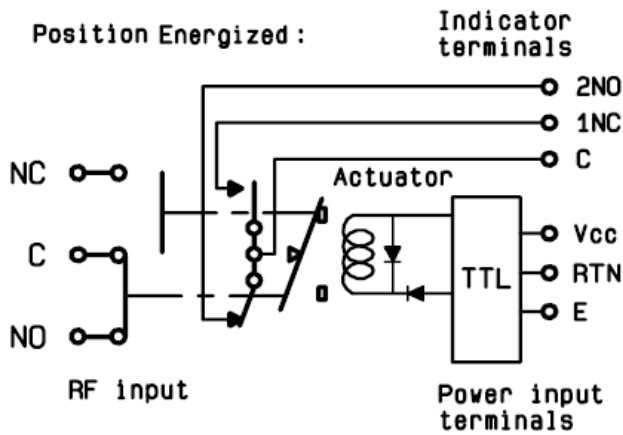 Position Energized :
Indicator
terminals
2NO
1NC
C
Actuator
NC
C
NO
TTL
Vcc
RTN
E
RF input
Power input
terminals